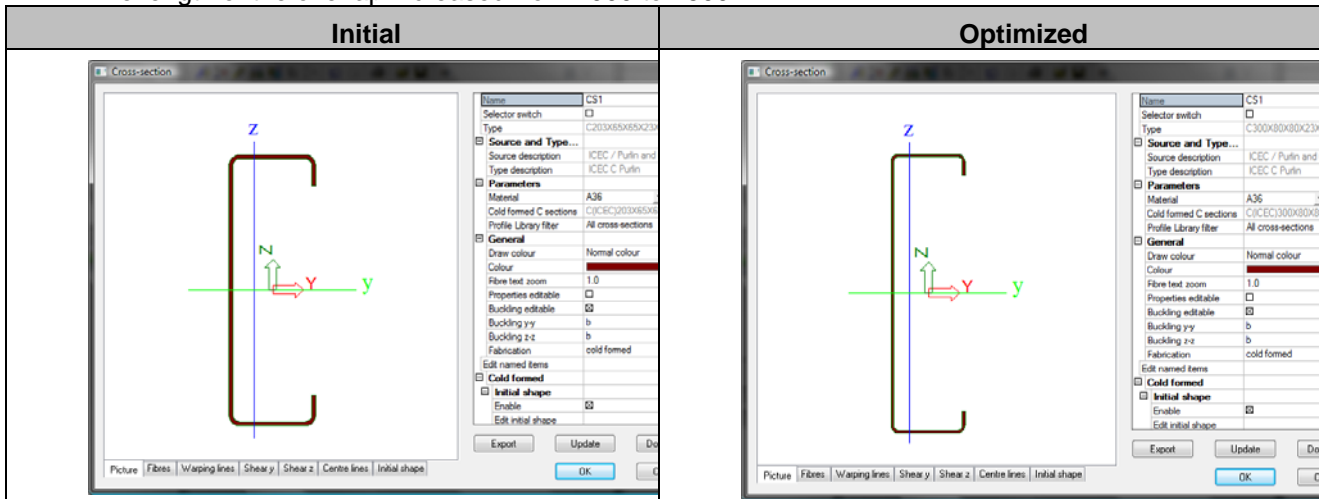 Initial
Optimized
Cross-section
Z
N
Y
y
Name CS1
Selector switch
Type C203X65X65X23
Source and Type...
Source description ICEC / Purlin and
Type description ICEC C Purlin
Parameters
Material A36
Cold formed C sections C(ICEC)203X65X6
Profile Library filter All cross-sections
General
Draw colour Normal colour
Colour
Fibre text zoom 1.0
Properties editable
Buckling editable
Buckling y-y b
Buckling z-z b
Fabrication cold formed
Edit named items
Cold formed
Initial shape
Enable
Edit initial shape
Export Update Do
Picture Fibres Warping lines Shear y Shear z Centre lines Initial shape
OK C
Cross-section
Z
N
Y
y
Name CS1
Selector switch
Type C300X80X80X23
Source and Type...
Source description ICEC / Purlin and
Type description ICEC C Purlin
Parameters
Material A36
Cold formed C sections C(ICEC)300X80X8
Profile Library filter All cross-sections
General
Draw colour Normal colour
Colour
Fibre text zoom 1.0
Properties editable
Buckling editable
Buckling y-y b
Buckling z-z b
Fabrication cold formed
Edit named items
Cold formed
Initial shape
Enable
Edit initial shape
Export Update Do
Picture Fibres Warping lines Shear y Shear z Centre lines Initial shape
OK C